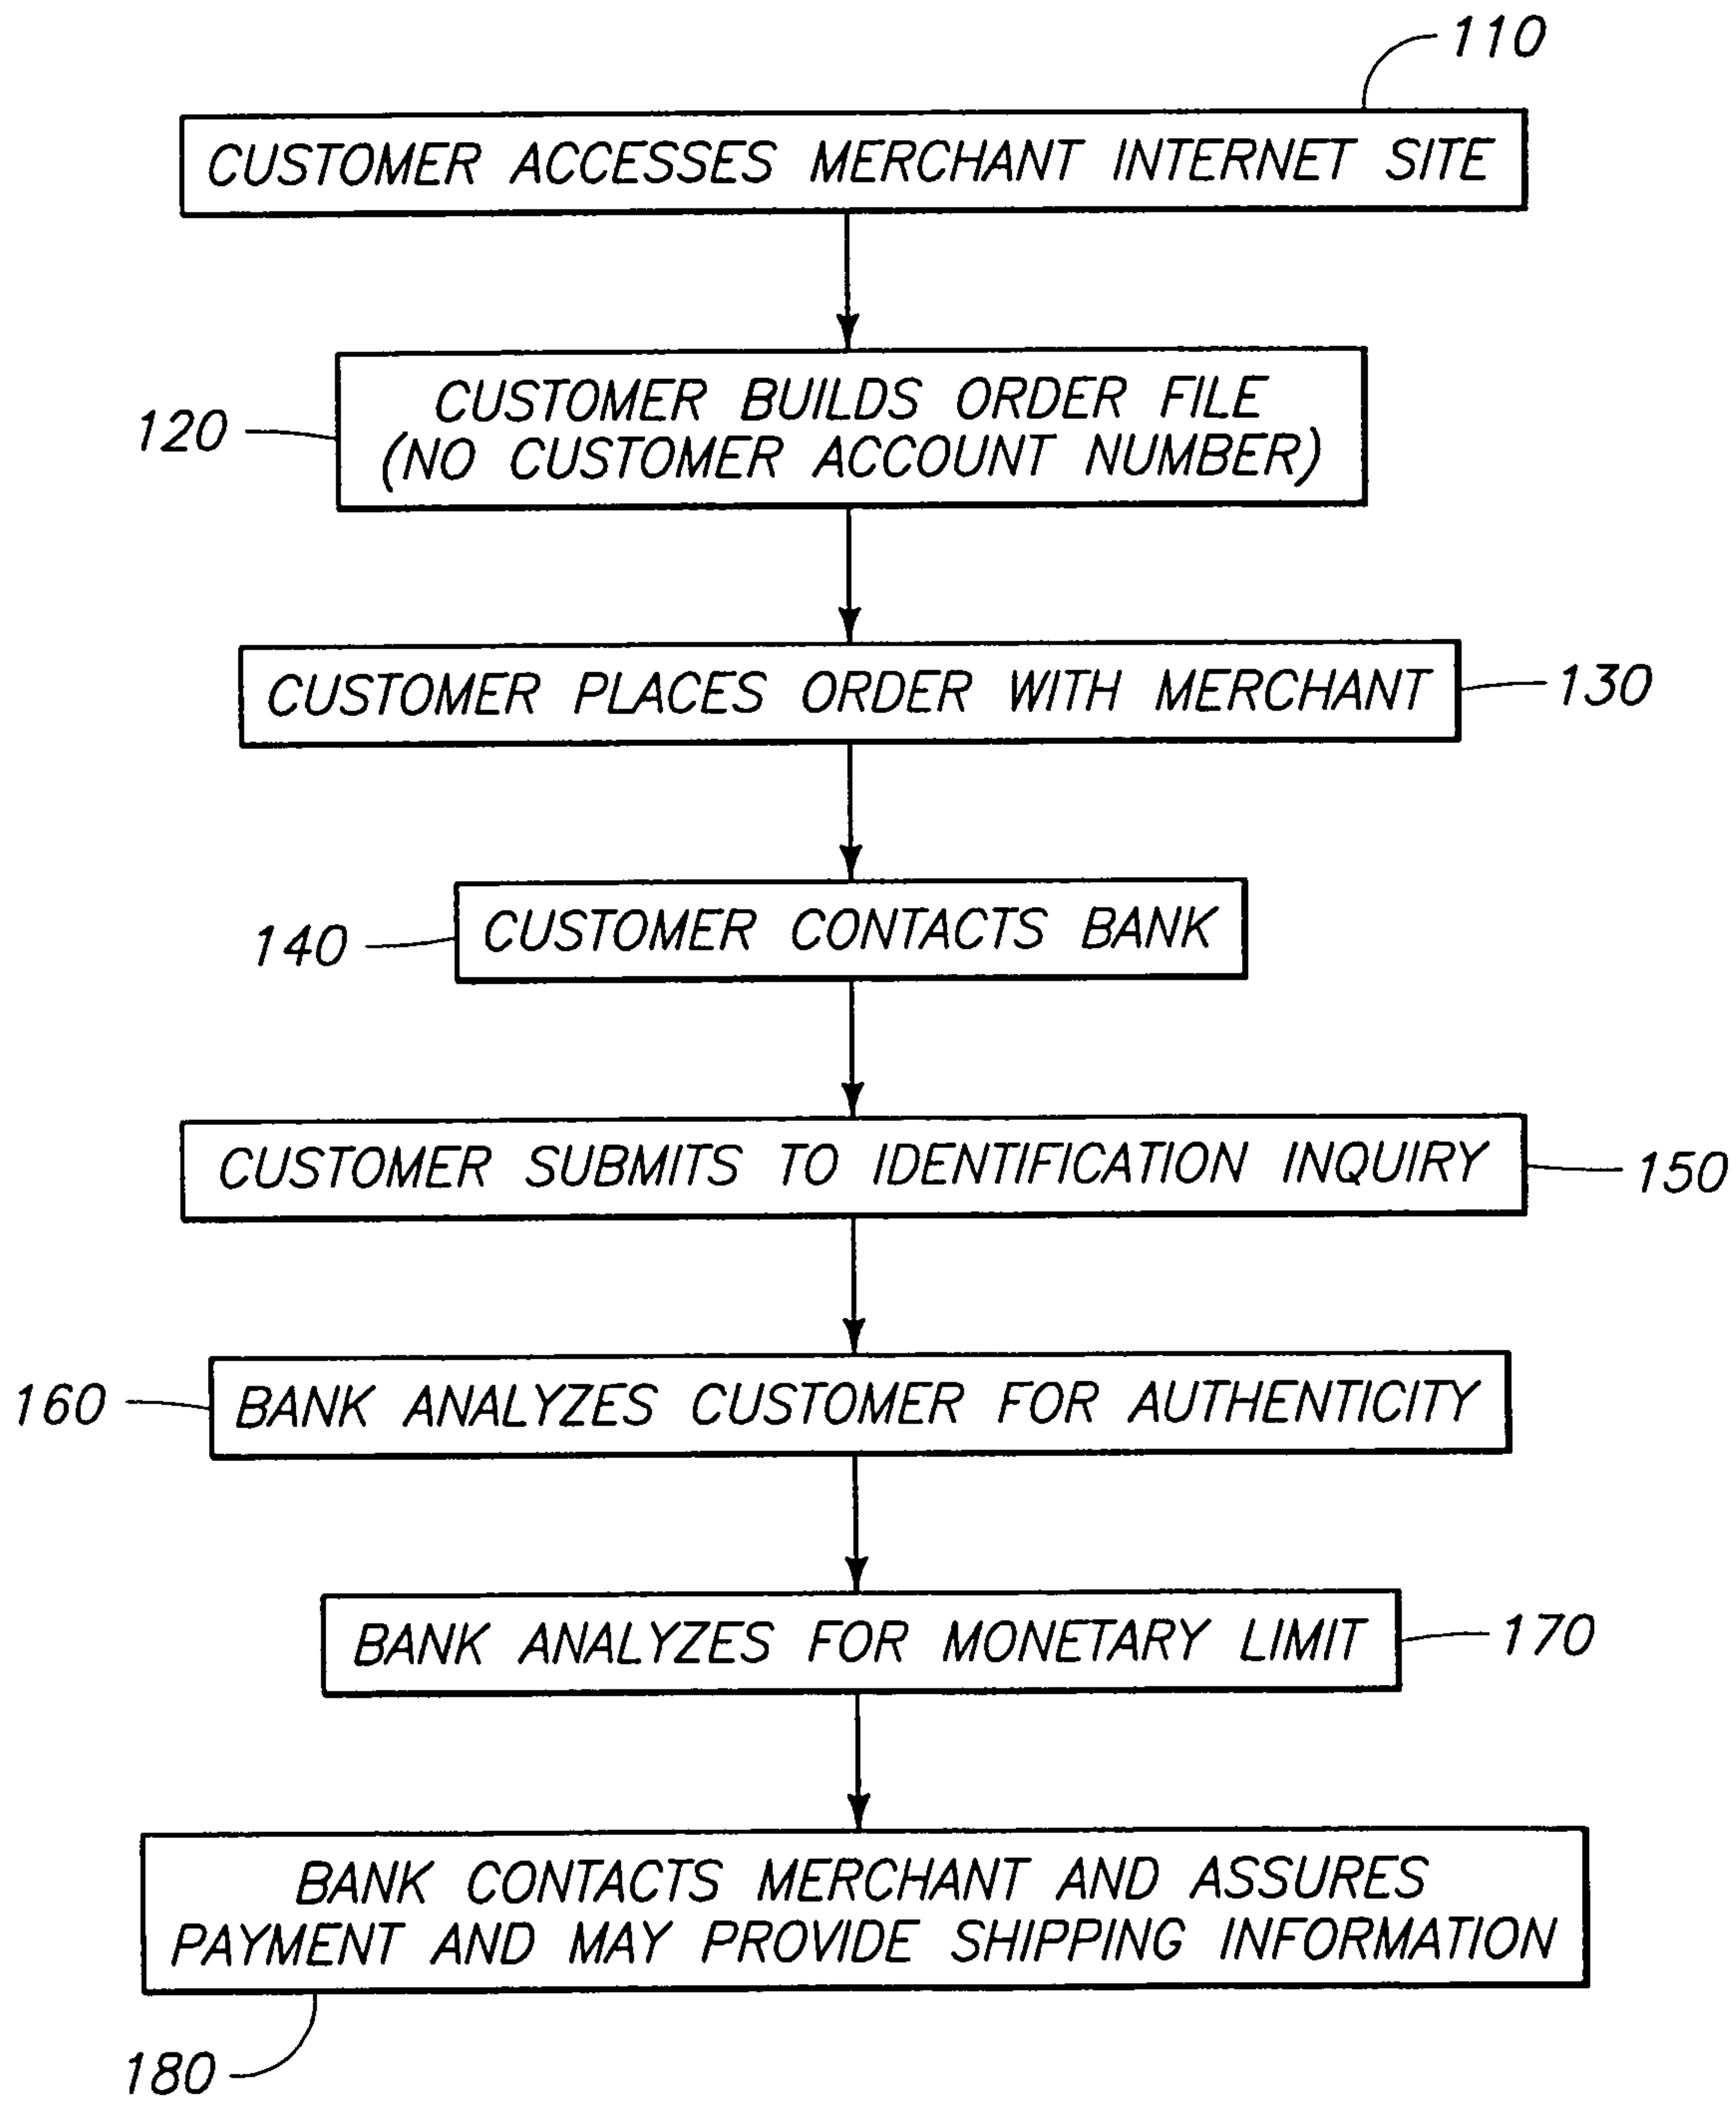 110
CUSTOMER ACCESSES MERCHANT INTERNET SITE
120
CUSTOMER BUILDS ORDER FILE
(NO CUSTOMER ACCOUNT NUMBER)
CUSTOMER PLACES ORDER WITH MERCHANT
130
140
CUSTOMER CONTACTS BANK
CUSTOMER SUBMITS TO IDENTIFICATION INQUIRY
150
160
BANK ANALYZES CUSTOMER FOR AUTHENTICITY
BANK ANALYZES FOR MONETARY LIMIT
170
BANK CONTACTS MERCHANT AND ASSURES
PAYMENT AND MAY PROVIDE SHIPPING INFORMATION
180